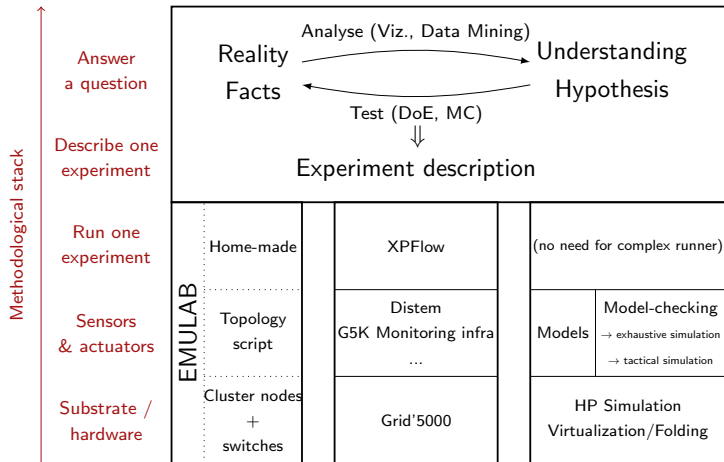 Methodological stack
Answer
a question
Describe one
experiment
Run one
experiment
Sensors
& actuators
Substrate /
hardware
Analyse (Viz., Data Mining)
Reality
Facts
Understanding
Hypothesis
Test (DoE, MC)
⇓
Experiment description
EMULAB
Home-made
Topology
script
Cluster nodes
+
switches
XPFlow
Distem
G5K Monitoring infra
...
Grid'5000
(no need for complex runner)
Models
Model-checking
→ exhaustive simulation
→ tactical simulation
HP Simulation
Virtualization/Folding